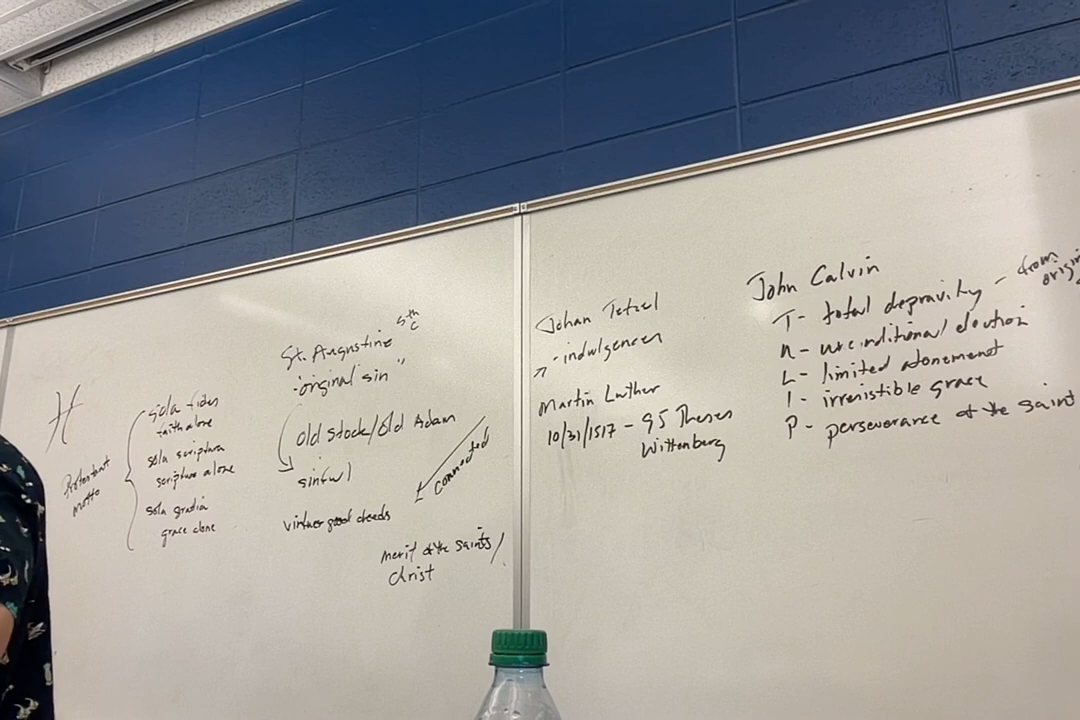 Protestant
motto
sola fides
faith alone
sola scriptura
scripture alone
sola gratia
grace alone
St. Augustine 5th C
- "original sin"
old stock/old Adam
sinful
virtues good deeds
connected
merit of the saints/
Christ
Johan Tetzel
- indulgences
Martin Luther
10/31/1517 - 95 Theses
Wittenberg
John Calvin
T- total depravity - from
origin
U- unconditional election
L- limited atonement
I- irresistible grace
P- perseverance of the saint